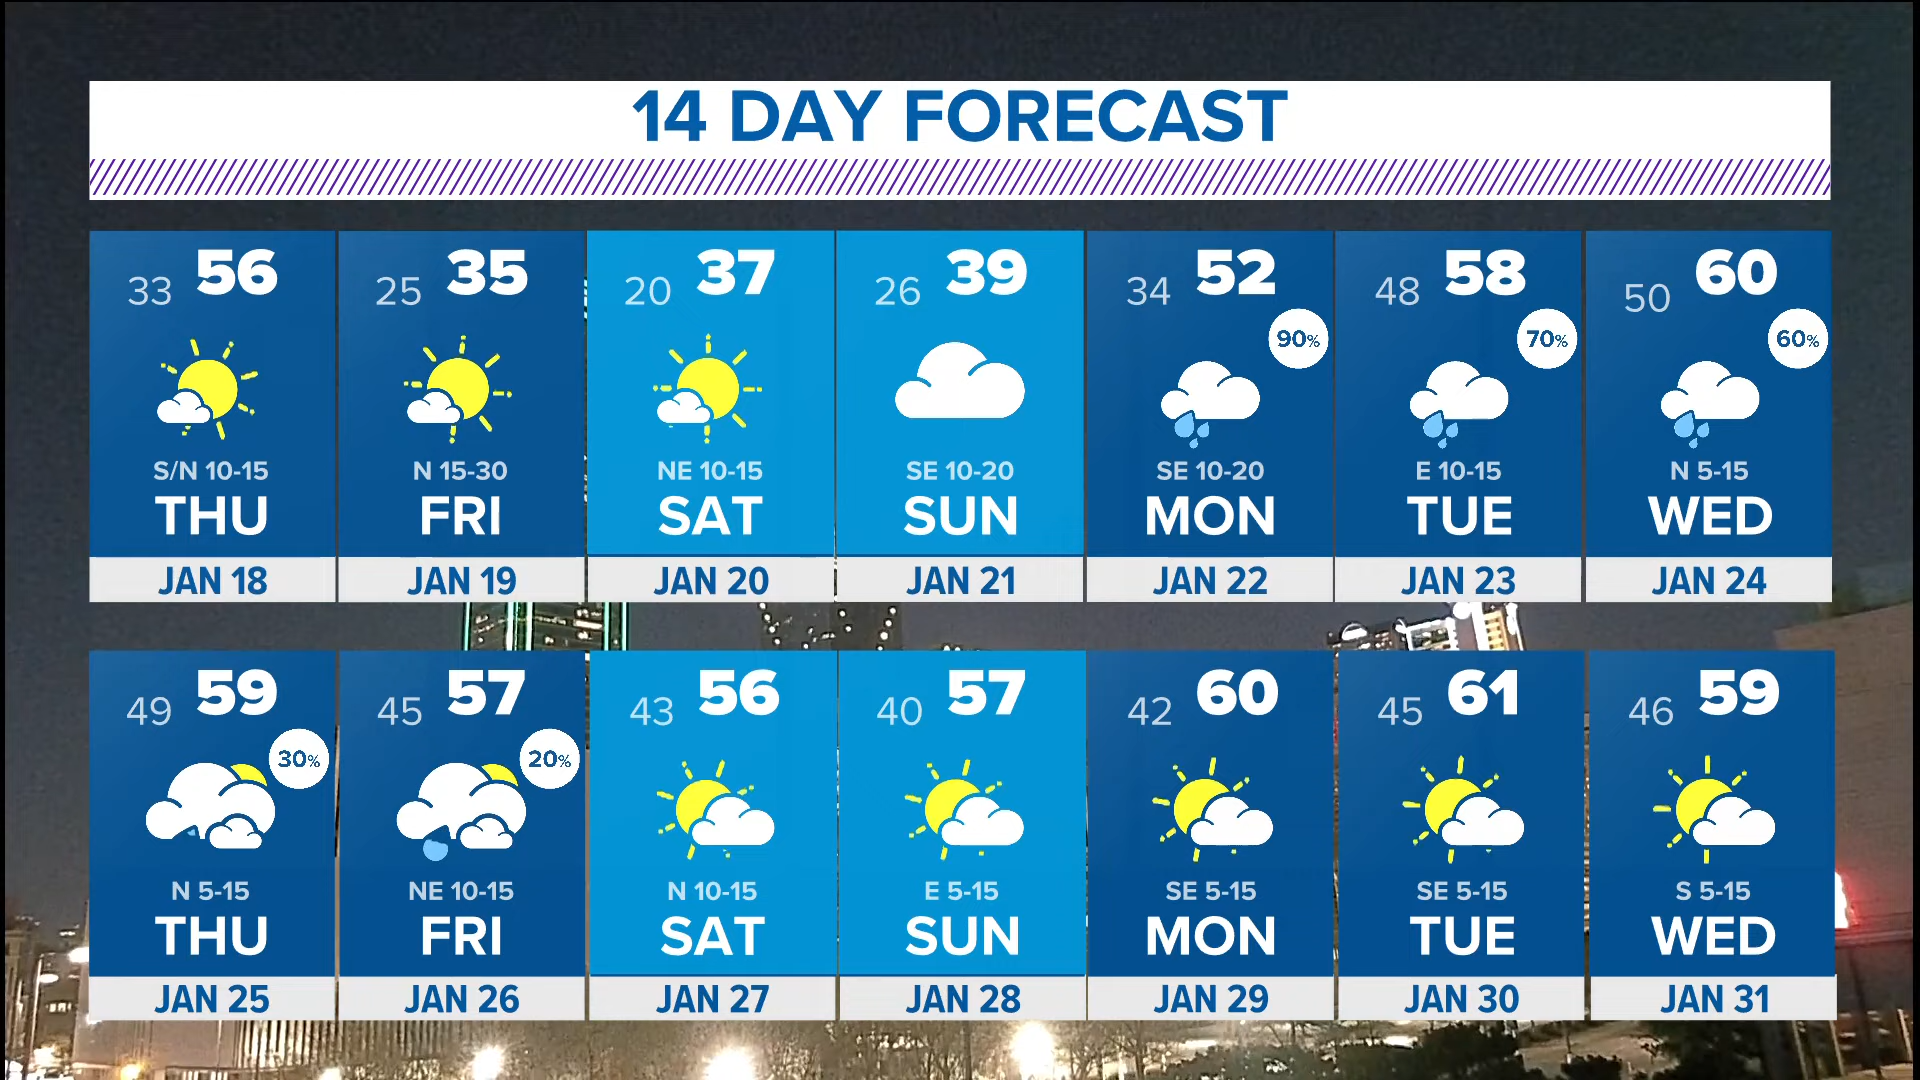 14 DAY FORECAST
33 56 25 35 20 37 26 39 34 52 48 58 50 60
90% 70% 60%
S/N 10-15 N 15-30 NE 10-15 SE 10-20 SE 10-20 E 10-15 N 5-15
THU FRI SAT SUN MON TUE WED
JAN 18 JAN 19 JAN 20 JAN 21 JAN 22 JAN 23 JAN 24
49 59 45 57 43 56 40 57 42 60 45 61 46 59
30% 20%
N 5-15 NE 10-15 N 10-15 E 5-15 SE 5-15 SE 5-15 S 5-15
THU FRI SAT SUN MON TUE WED
JAN 25 JAN 26 JAN 27 JAN 28 JAN 29 JAN 30 JAN 31